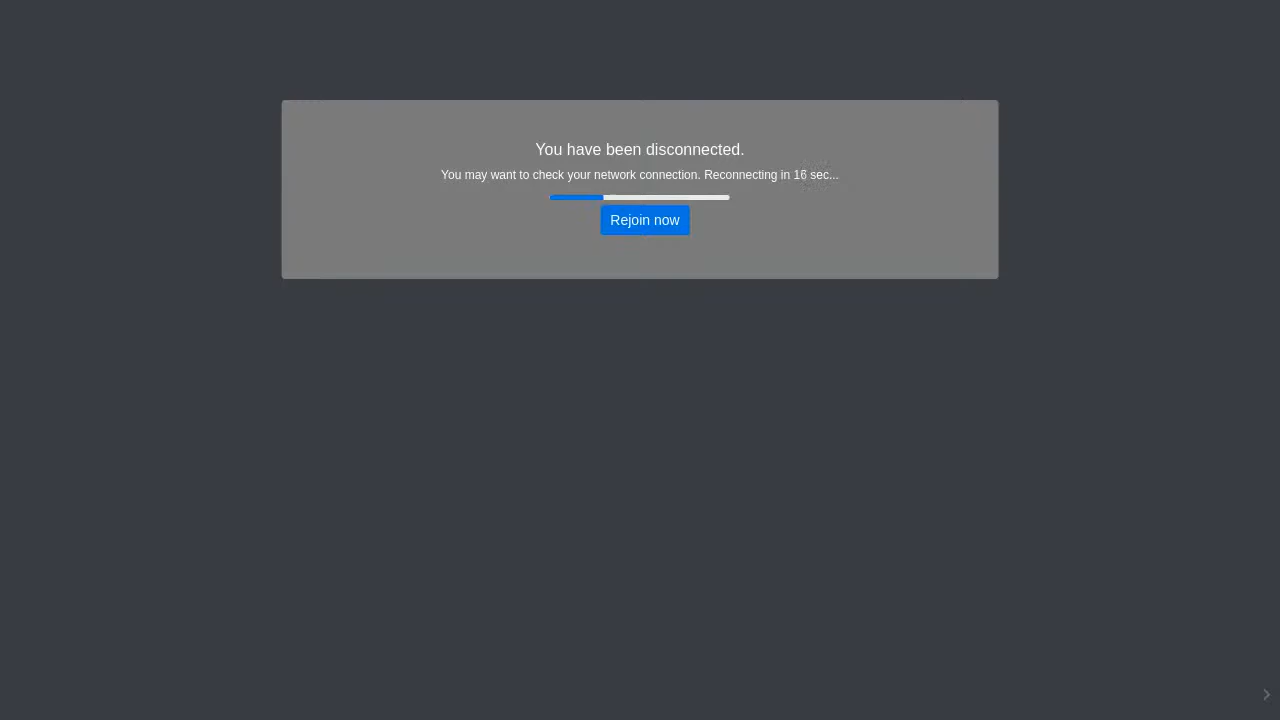 You have been disconnected.
You may want to check your network connection. Reconnecting in 16 sec...
Rejoin now